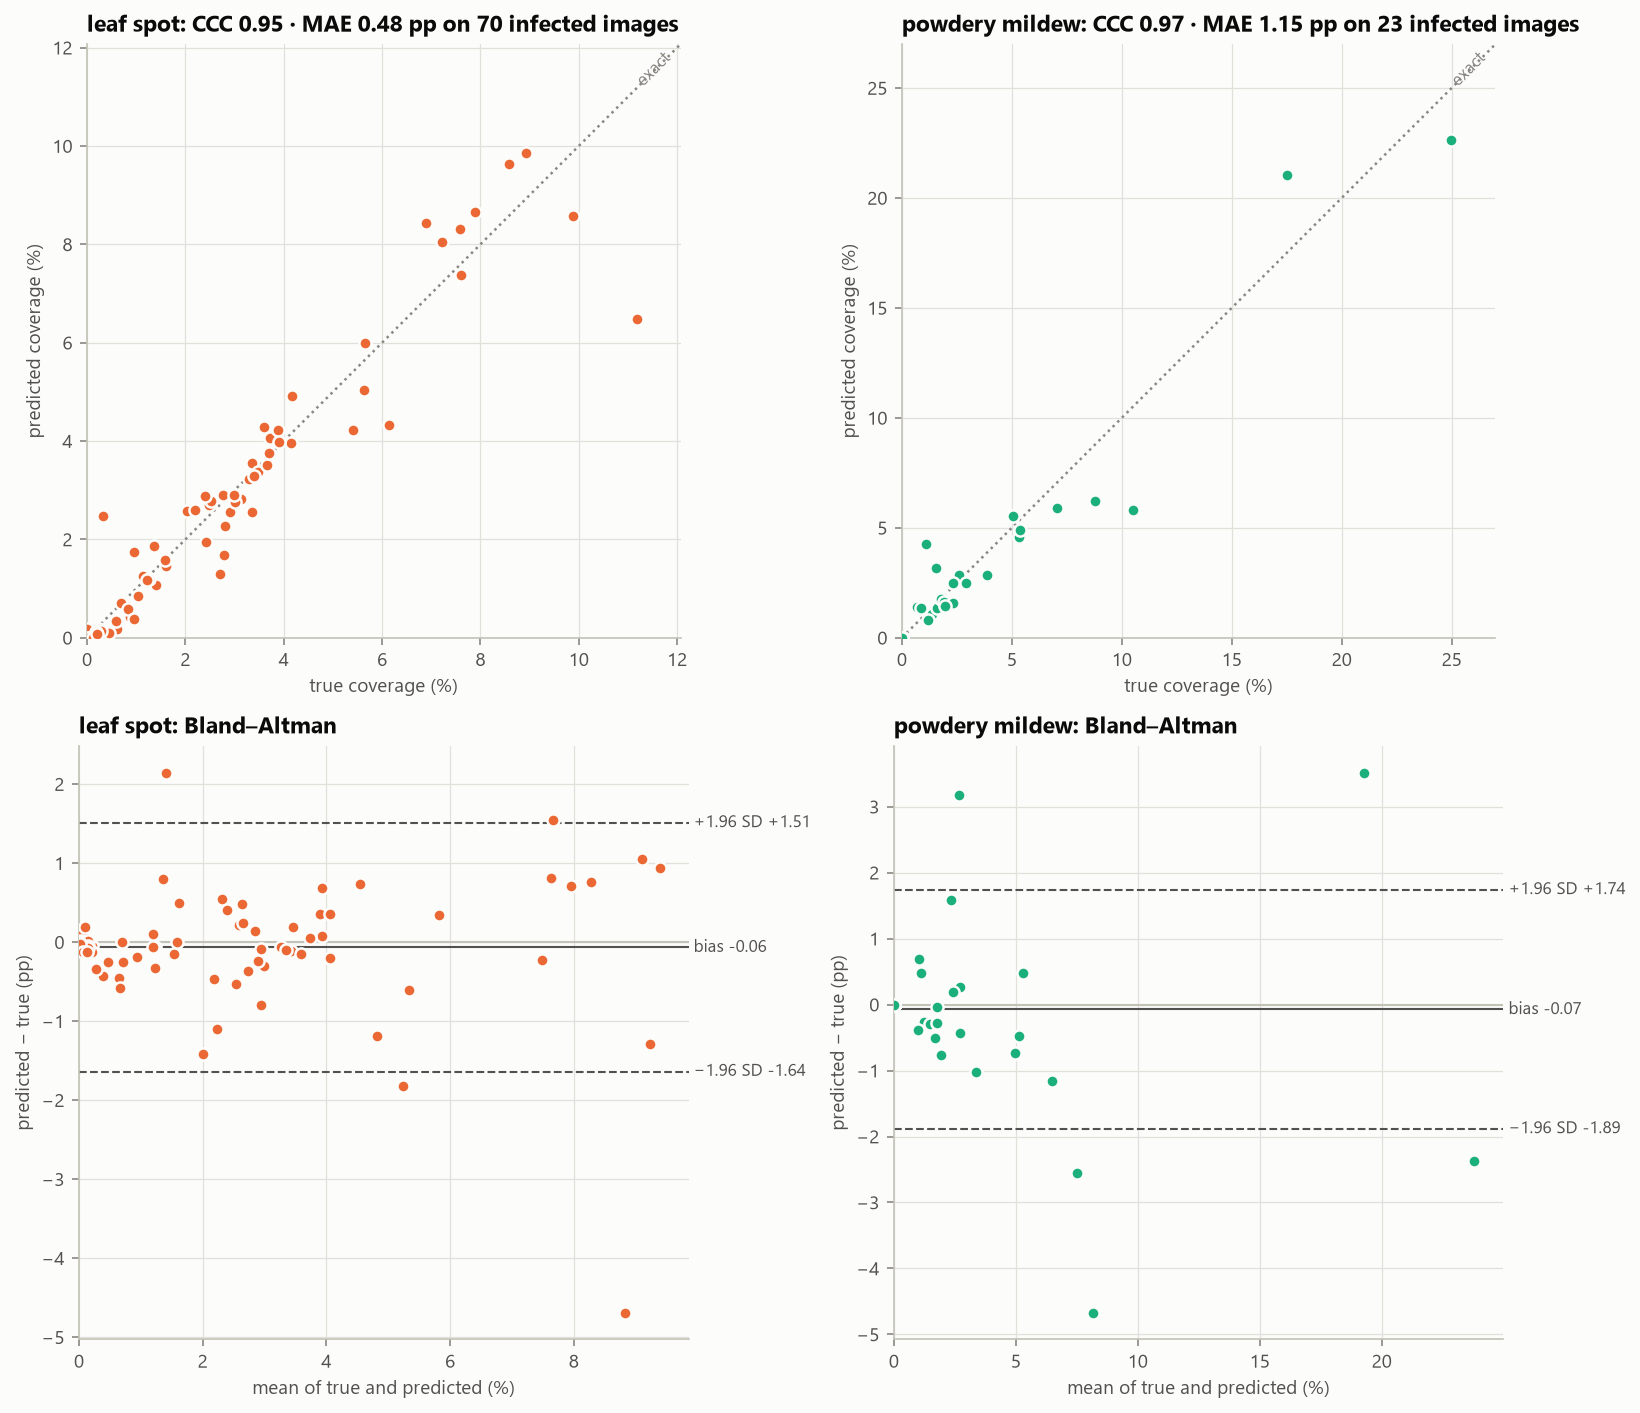 leaf spot: CCC 0.95 · MAE 0.48 pp on 70 infected images
12
10
8
6
4
2
0
0 2 4 6 8 10 12
exact
predicted coverage (%)
true coverage (%)
powdery mildew: CCC 0.97 · MAE 1.15 pp on 23 infected images
25
20
15
10
5
0
0 5 10 15 20 25
exact
predicted coverage (%)
true coverage (%)
leaf spot: Bland–Altman
2
1
0
−1
−2
−3
−4
−5
0 2 4 6 8
+1.96 SD +1.51
bias -0.06
−1.96 SD -1.64
predicted − true (pp)
mean of true and predicted (%)
powdery mildew: Bland–Altman
3
2
1
0
−1
−2
−3
−4
−5
0 5 10 15 20
+1.96 SD +1.74
bias -0.07
−1.96 SD -1.89
predicted − true (pp)
mean of true and predicted (%)